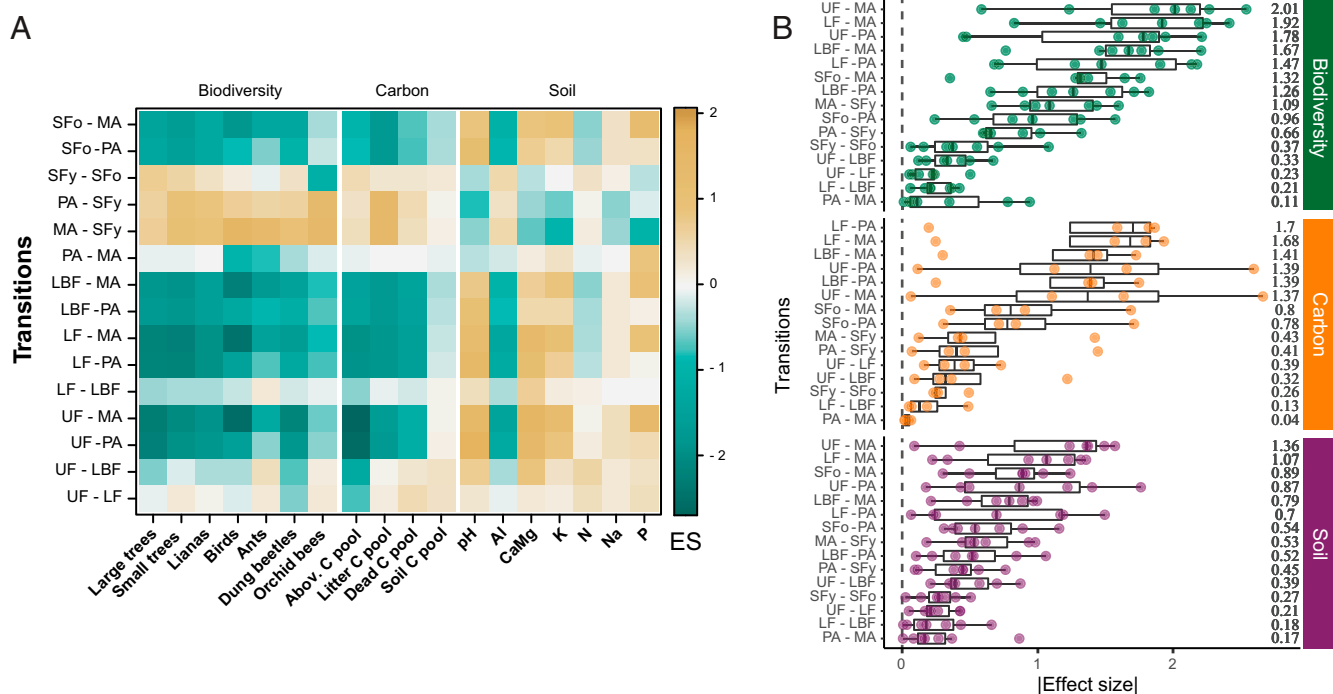 A
Biodiversity Carbon Soil
Transitions
SFo - MA
SFo -PA
SFy - SFo
PA - SFy
MA - SFy
PA - MA
LBF - MA
LBF -PA
LF - MA
LF -PA
LF - LBF
UF - MA
UF -PA
UF - LBF
UF - LF
Large trees
Small trees
Lianas
Birds
Ants
Dung beetles
Orchid bees
Abov. C pool
Litter C pool
Dead C pool
Soil C pool
pH
Al
CaMg
K
N
Na
P
2
1
0
- 1
- 2
ES
B
Transitions
UF - MA 2.01
LF - MA 1.92
UF -PA 1.78
LBF - MA 1.67
LF -PA 1.47
SFo - MA 1.32
LBF -PA 1.26
MA - SFy 1.09
SFo -PA 0.96
PA - SFy 0.66
SFy - SFo 0.37
UF - LBF 0.33
UF - LF 0.23
LF - LBF 0.21
PA - MA 0.11
Biodiversity
LF -PA 1.7
LF - MA 1.68
LBF - MA 1.41
UF -PA 1.39
LBF -PA 1.39
UF - MA 1.37
SFo - MA 0.8
SFo -PA 0.78
MA - SFy 0.43
PA - SFy 0.41
UF - LF 0.39
UF - LBF 0.32
SFy - SFo 0.26
LF - LBF 0.13
PA - MA 0.04
Carbon
UF - MA 1.36
LF - MA 1.07
SFo - MA 0.89
UF -PA 0.87
LBF - MA 0.79
LF -PA 0.7
SFo -PA 0.54
MA - SFy 0.53
LBF -PA 0.52
PA - SFy 0.45
UF - LBF 0.39
SFy - SFo 0.27
UF - LF 0.21
LF - LBF 0.18
PA - MA 0.17
Soil
0 1 2
|Effect size|